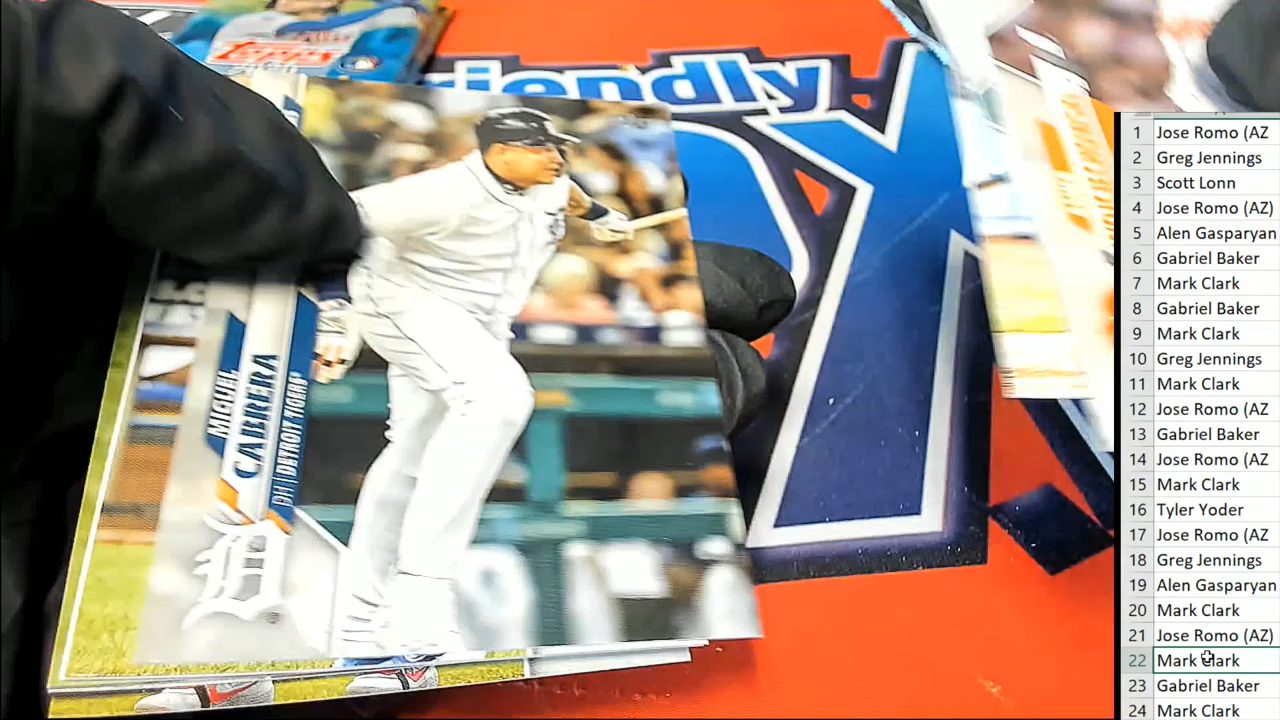 Topps
riendly
MIGUEL
CABRERA
DH | DETROIT TIGERS
1 Jose Romo (AZ
2 Greg Jennings
3 Scott Lonn
4 Jose Romo (AZ)
5 Alen Gasparyan
6 Gabriel Baker
7 Mark Clark
8 Gabriel Baker
9 Mark Clark
10 Greg Jennings
11 Mark Clark
12 Jose Romo (AZ
13 Gabriel Baker
14 Jose Romo (AZ
15 Mark Clark
16 Tyler Yoder
17 Jose Romo (AZ
18 Greg Jennings
19 Alen Gasparyan
20 Mark Clark
21 Jose Romo (AZ)
22 Mark Clark
23 Gabriel Baker
24 Mark Clark